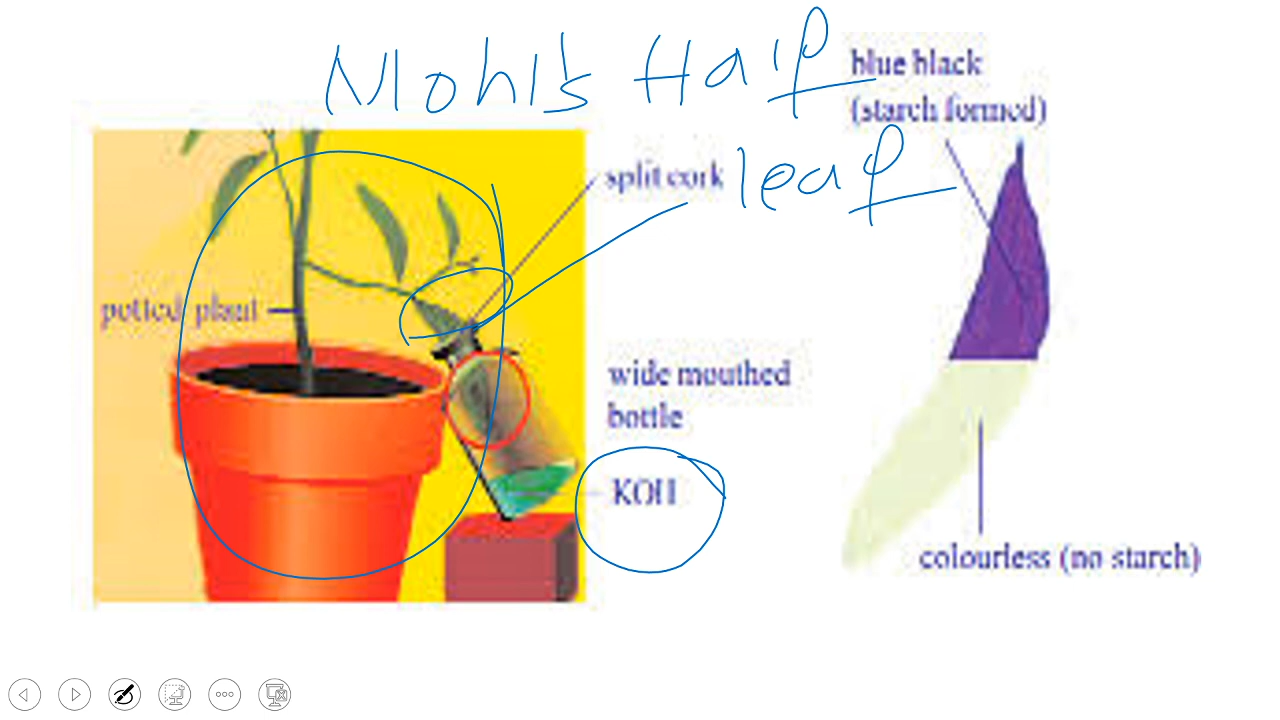 Mohl's Half
leaf
blue black
(starch formed)
split cork
potted plant
wide mouthed
bottle
KOH
colourless (no starch)